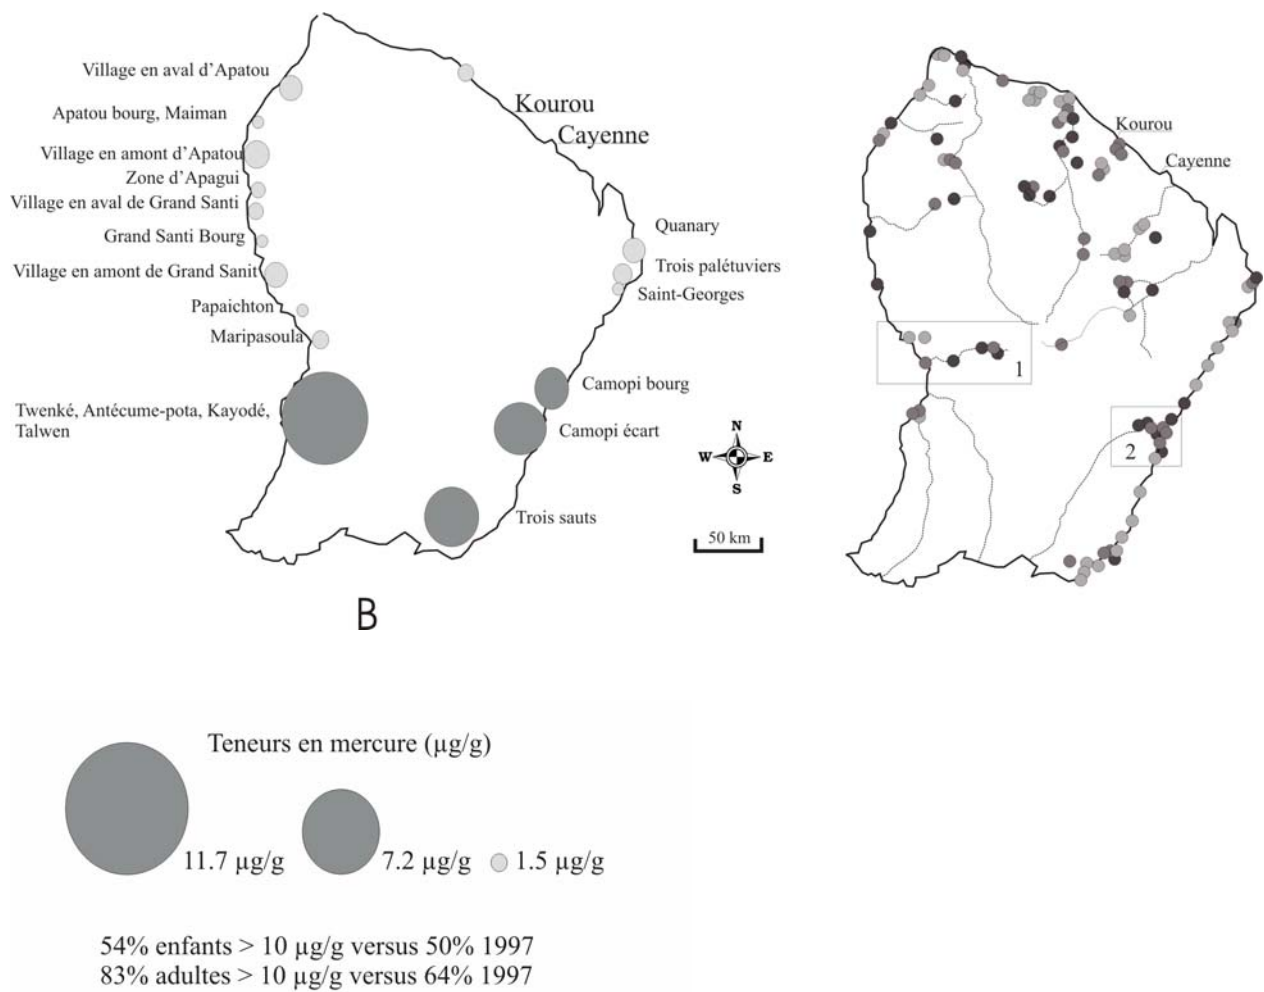 Village en aval d'Apatou
Apatou bourg, Maiman
Village en amont d'Apatou
Zone d'Apagui
Village en aval de Grand Santi
Grand Santi Bourg
Village en amont de Grand Sanit
Papaichton
Maripasoula
Twenké, Antécume-pota, Kayodé,
Talwen
Kourou
Cayenne
Quanary
Trois palétuviers
Saint-Georges
Camopi bourg
Camopi écart
Trois sauts
N
W
E
S
50 km
Kourou
Cayenne
1
2
B
Teneurs en mercure (µg/g)
11.7 µg/g
7.2 µg/g
1.5 µg/g
54% enfants > 10 µg/g versus 50% 1997
83% adultes > 10 µg/g versus 64% 1997